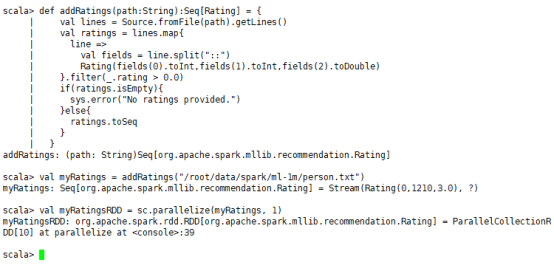 scala> def addRatings(path:String):Seq[Rating] = {
     |     val lines = Source.fromFile(path).getLines()
     |     val ratings = lines.map{
     |       line =>
     |         val fields = line.split("::")
     |         Rating(fields(0).toInt,fields(1).toInt,fields(2).toDouble)
     |     }.filter(_.rating > 0.0)
     |     if(ratings.isEmpty){
     |       sys.error("No ratings provided.")
     |     }else{
     |       ratings.toSeq
     |     }
     |   }
addRatings: (path: String)Seq[org.apache.spark.mllib.recommendation.Rating]
scala> val myRatings = addRatings("/root/data/spark/ml-1m/person.txt")
myRatings: Seq[org.apache.spark.mllib.recommendation.Rating] = Stream(Rating(0,1210,3.0), ?)
scala> val myRatingsRDD = sc.parallelize(myRatings, 1)
myRatingsRDD: org.apache.spark.rdd.RDD[org.apache.spark.mllib.recommendation.Rating] = ParallelCollectionR
DD[10] at parallelize at <console>:39
scala>